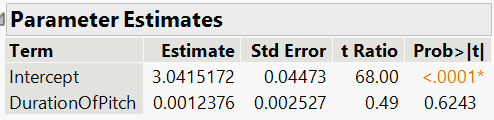 Parameter Estimates
Term Estimate Std Error t Ratio Prob>|t|
Intercept 3.0415172 0.04473 68.00 <.0001*
DurationOfPitch 0.0012376 0.002527 0.49 0.6243